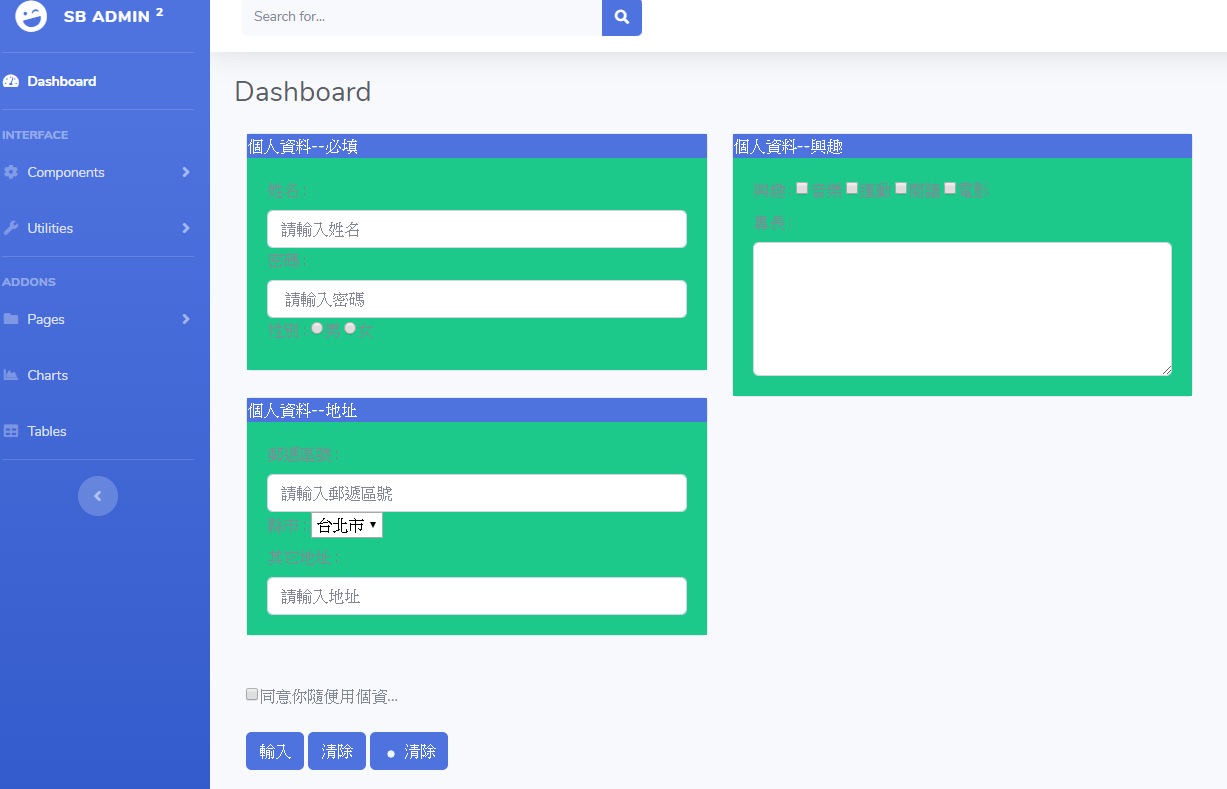 SB ADMIN 2
Search for...
Dashboard
INTERFACE
Components
Utilities
ADDONS
Pages
Charts
Tables
Dashboard
個人資料--必填
姓名 :
請輸入姓名
密碼 :
請輸入密碼
性別 : 男 女
個人資料--地址
郵遞區號 :
請輸入郵遞區號
縣市 : 台北市
其它地址 :
請輸入地址
個人資料--興趣
興趣 : 音樂 運動 閱讀
專長:
同意你隨便用個資...
輸入 清除 清除